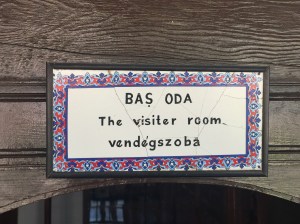 BAŞ ODA
The visiter room
vendégszoba